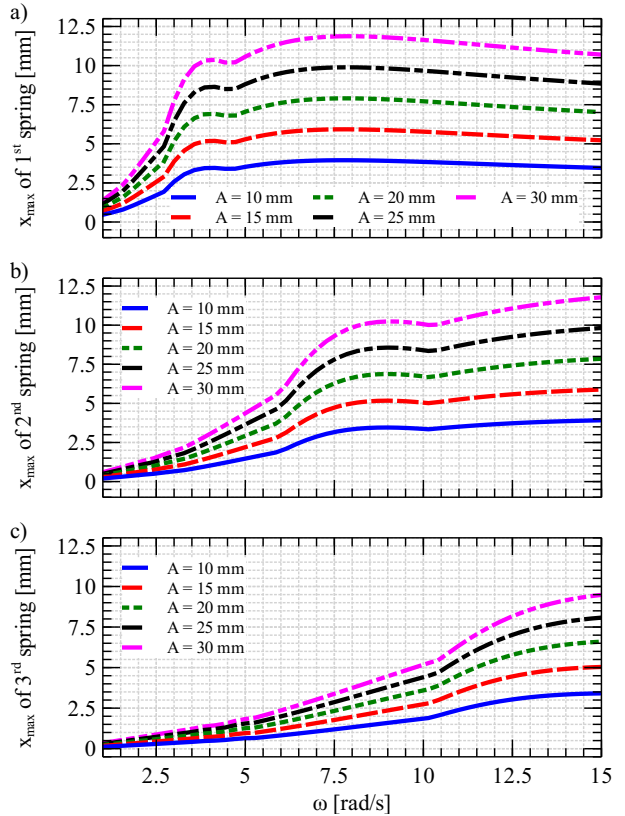 a)
x_max of 1st spring [mm]
12.5
10
7.5
5
2.5
0
A = 10 mm
A = 15 mm
A = 20 mm
A = 25 mm
A = 30 mm
b)
x_max of 2nd spring [mm]
12.5
10
7.5
5
2.5
0
A = 10 mm
A = 15 mm
A = 20 mm
A = 25 mm
A = 30 mm
c)
x_max of 3rd spring [mm]
12.5
10
7.5
5
2.5
0
A = 10 mm
A = 15 mm
A = 20 mm
A = 25 mm
A = 30 mm
2.5 5 7.5 10 12.5 15
ω [rad/s]